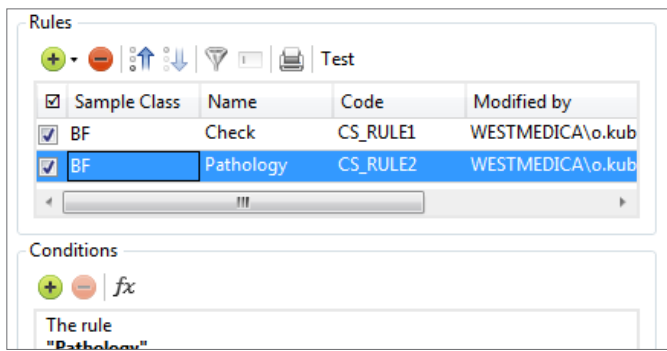 Rules
Test
Sample Class Name Code Modified by
BF Check CS_RULE1 WESTMEDICA\o.kub
BF Pathology CS_RULE2 WESTMEDICA\o.kub
Conditions
fx
The rule
"Pathology"